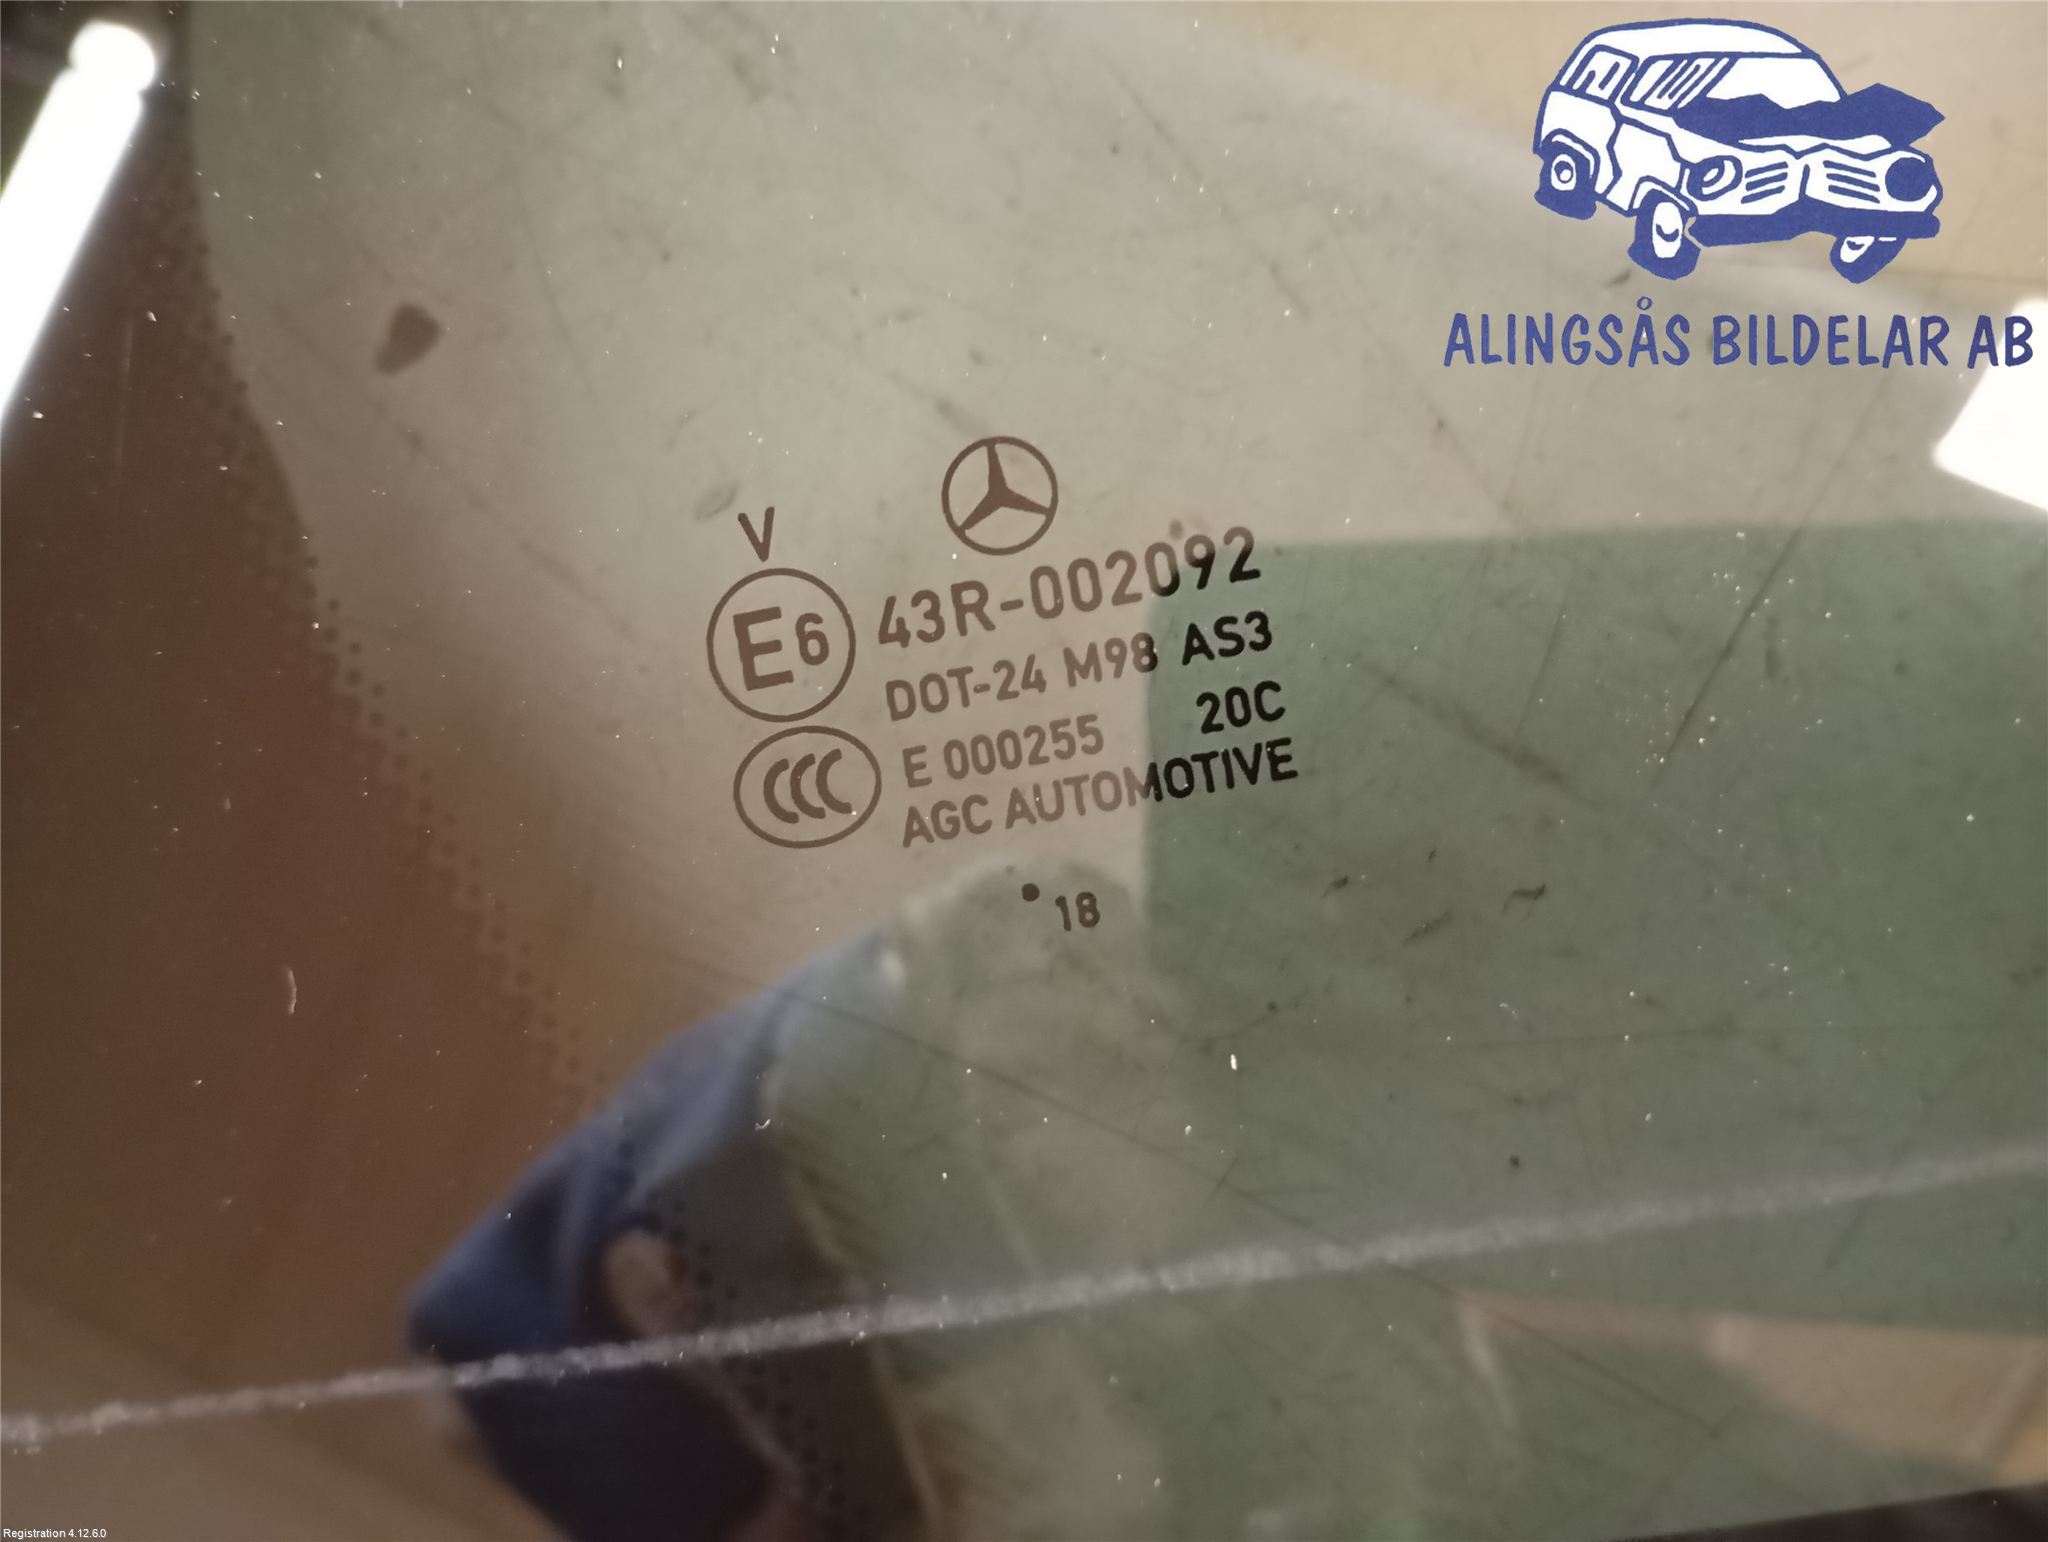 ALINGSÅS BILDELAR AB
V
E6 43R-002092
DOT-24 M98 AS3
CCC E 000255 20C
AGC AUTOMOTIVE
18
Registration 4.12.6.0